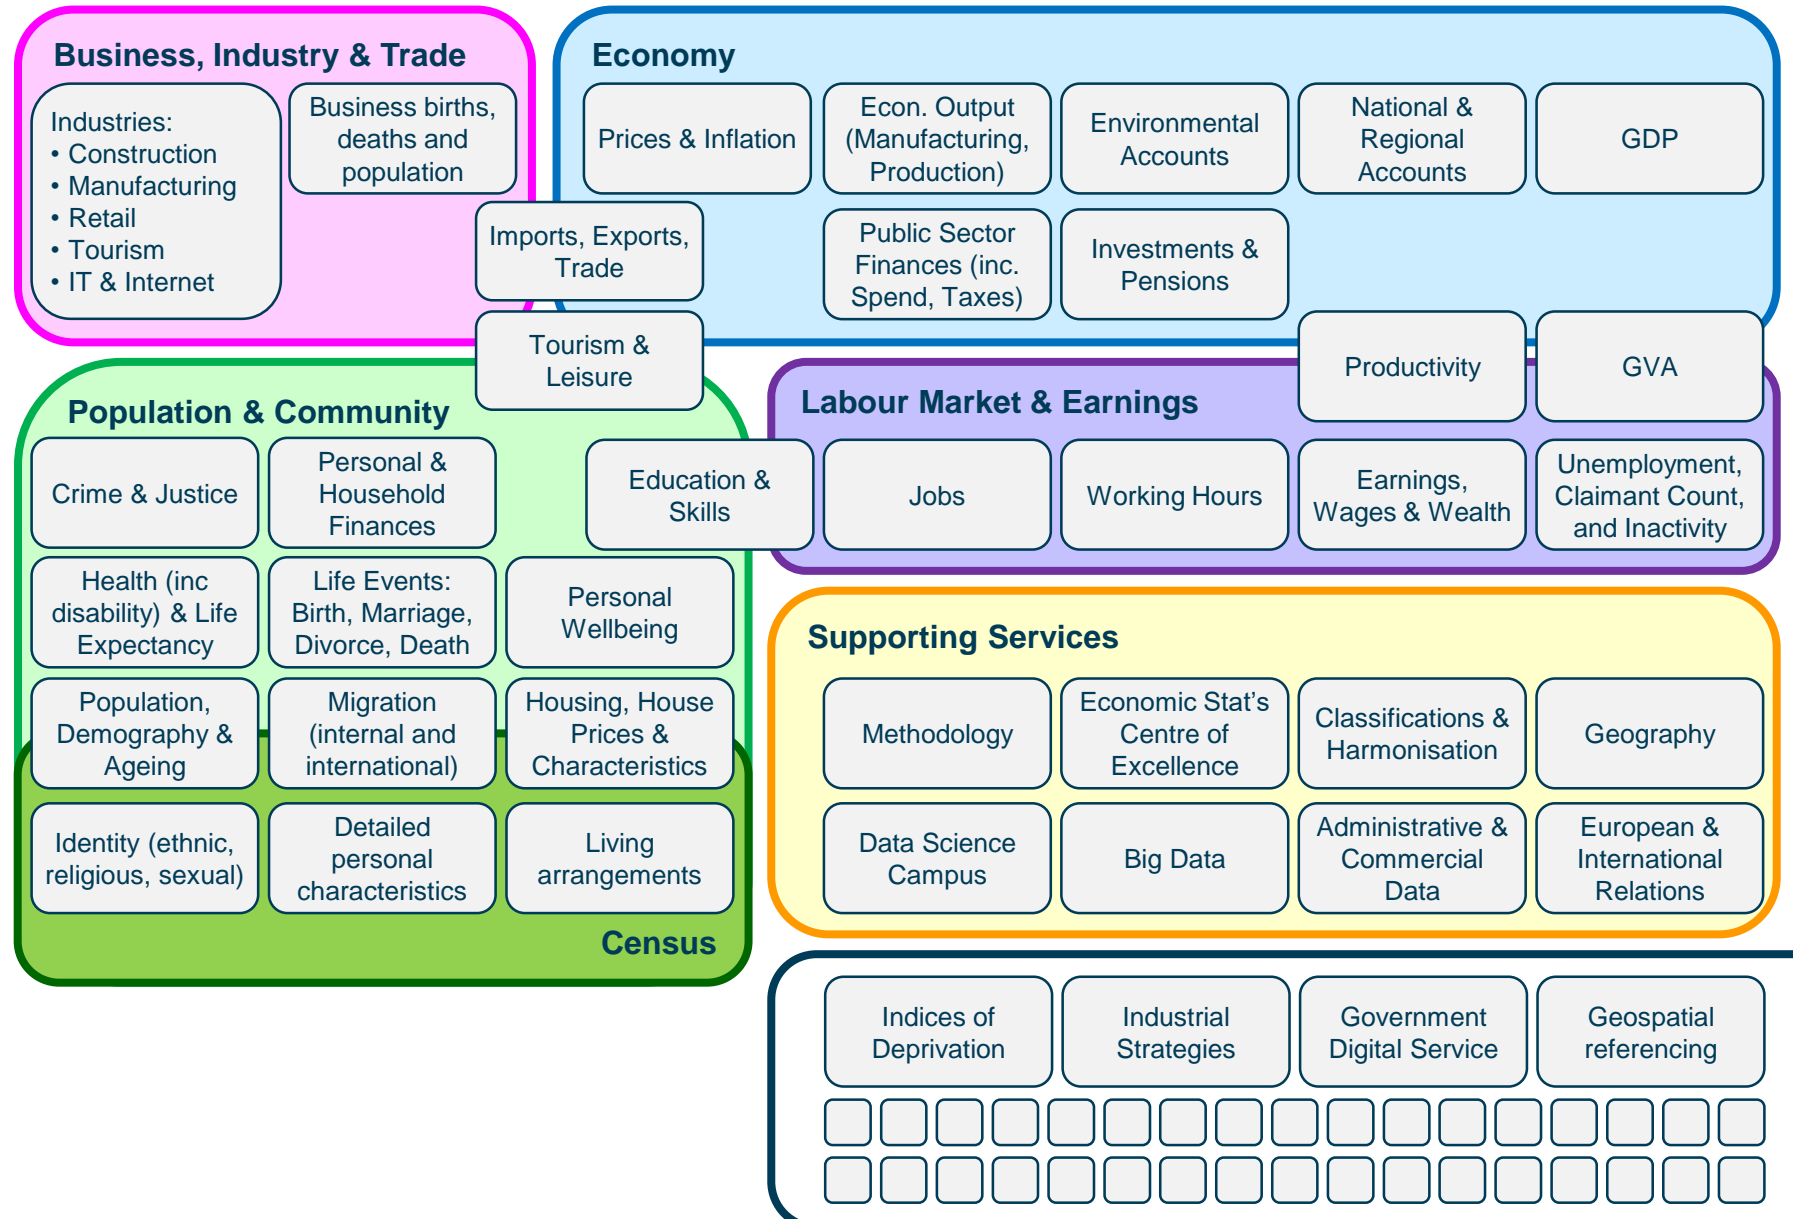 Business, Industry & Trade
Industries:
• Construction
• Manufacturing
• Retail
• Tourism
• IT & Internet
Business births,
deaths and
population
Economy
Prices & Inflation
Econ. Output
(Manufacturing,
Production)
Environmental
Accounts
National &
Regional
Accounts
GDP
Imports, Exports,
Trade
Public Sector
Finances (inc.
Spend, Taxes)
Investments &
Pensions
Tourism &
Leisure
Productivity
GVA
Population & Community
Crime & Justice
Personal &
Household
Finances
Education &
Skills
Health (inc
disability) & Life
Expectancy
Life Events:
Birth, Marriage,
Divorce, Death
Personal
Wellbeing
Population,
Demography &
Ageing
Migration
(internal and
international)
Housing, House
Prices &
Characteristics
Identity (ethnic,
religious, sexual)
Detailed
personal
characteristics
Living
arrangements
Census
Labour Market & Earnings
Jobs
Working Hours
Earnings,
Wages & Wealth
Unemployment,
Claimant Count,
and Inactivity
Supporting Services
Methodology
Economic Stat’s
Centre of
Excellence
Classifications &
Harmonisation
Geography
Data Science
Campus
Big Data
Administrative &
Commercial
Data
European &
International
Relations
Indices of
Deprivation
Industrial
Strategies
Government
Digital Service
Geospatial
referencing